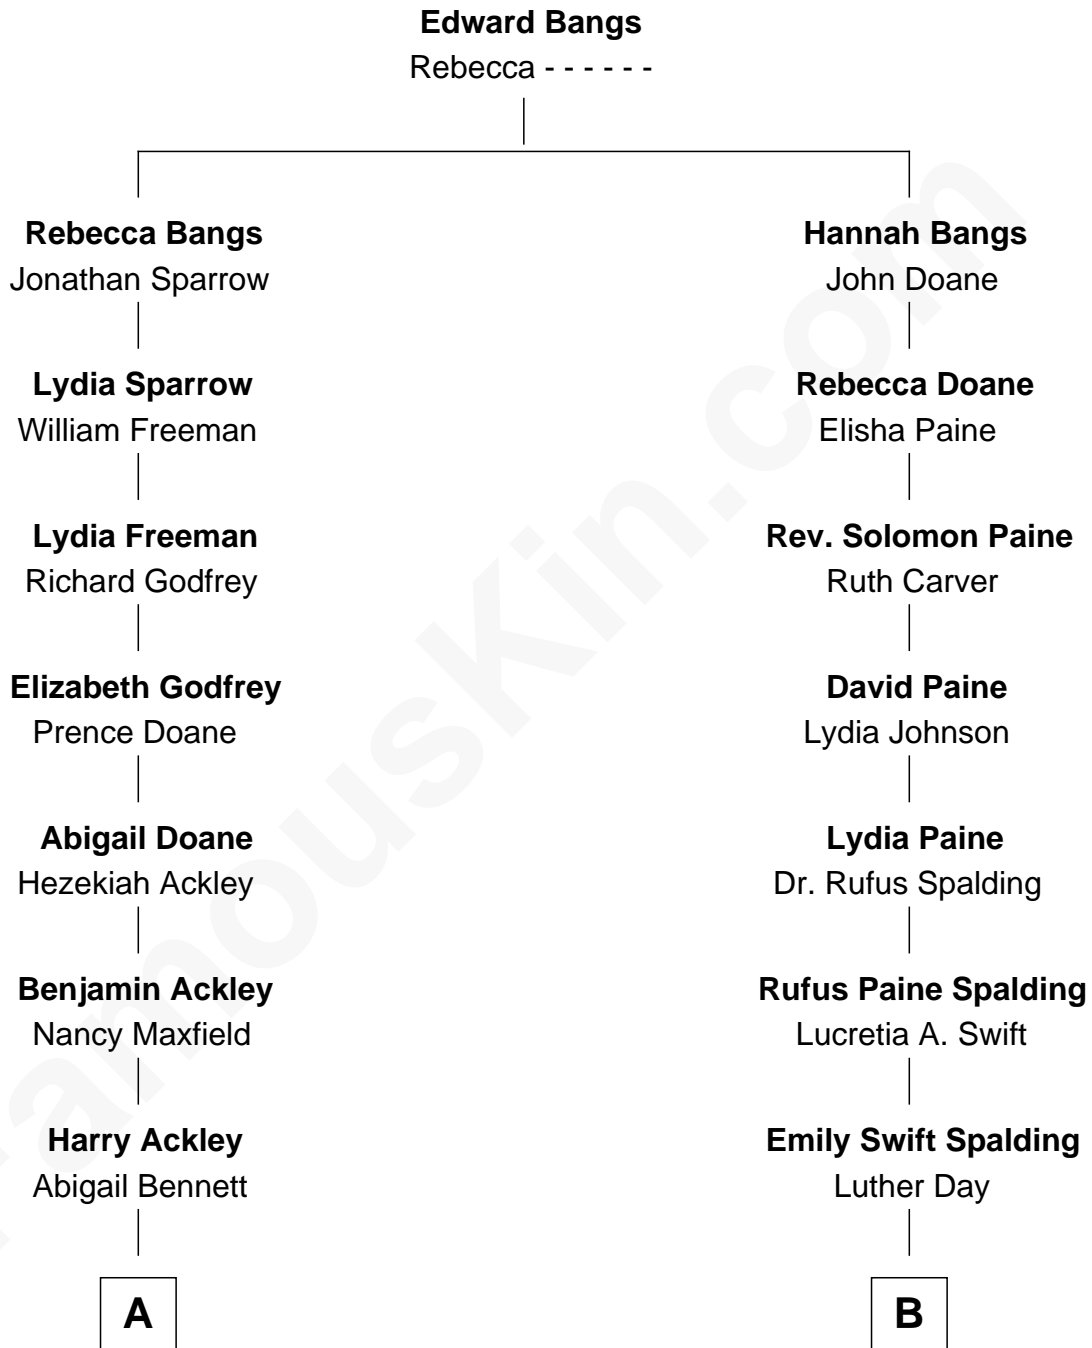 Edward Bangs
Rebecca - - - - - -
Rebecca Bangs
Jonathan Sparrow
Hannah Bangs
John Doane
Lydia Sparrow
William Freeman
Rebecca Doane
Elisha Paine
Lydia Freeman
Richard Godfrey
Rev. Solomon Paine
Ruth Carver
Elizabeth Godfrey
Prence Doane
David Paine
Lydia Johnson
Abigail Doane
Hezekiah Ackley
Lydia Paine
Dr. Rufus Spalding
Benjamin Ackley
Nancy Maxfield
Rufus Paine Spalding
Lucretia A. Swift
Harry Ackley
Abigail Bennett
Emily Swift Spalding
Luther Day
A
B
FamousKin.com